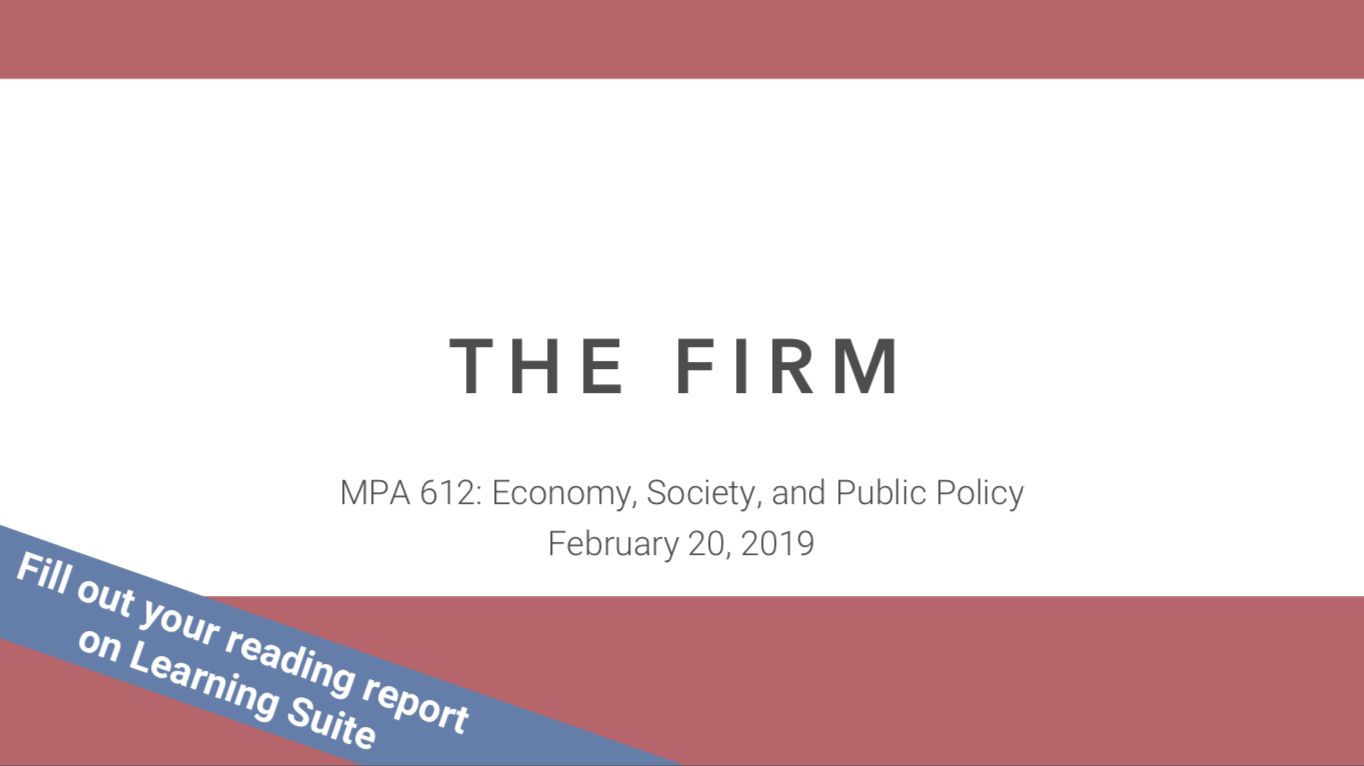 THE FIRM
MPA 612: Economy, Society, and Public Policy
February 20, 2019
Fill out your reading report
on Learning Suite